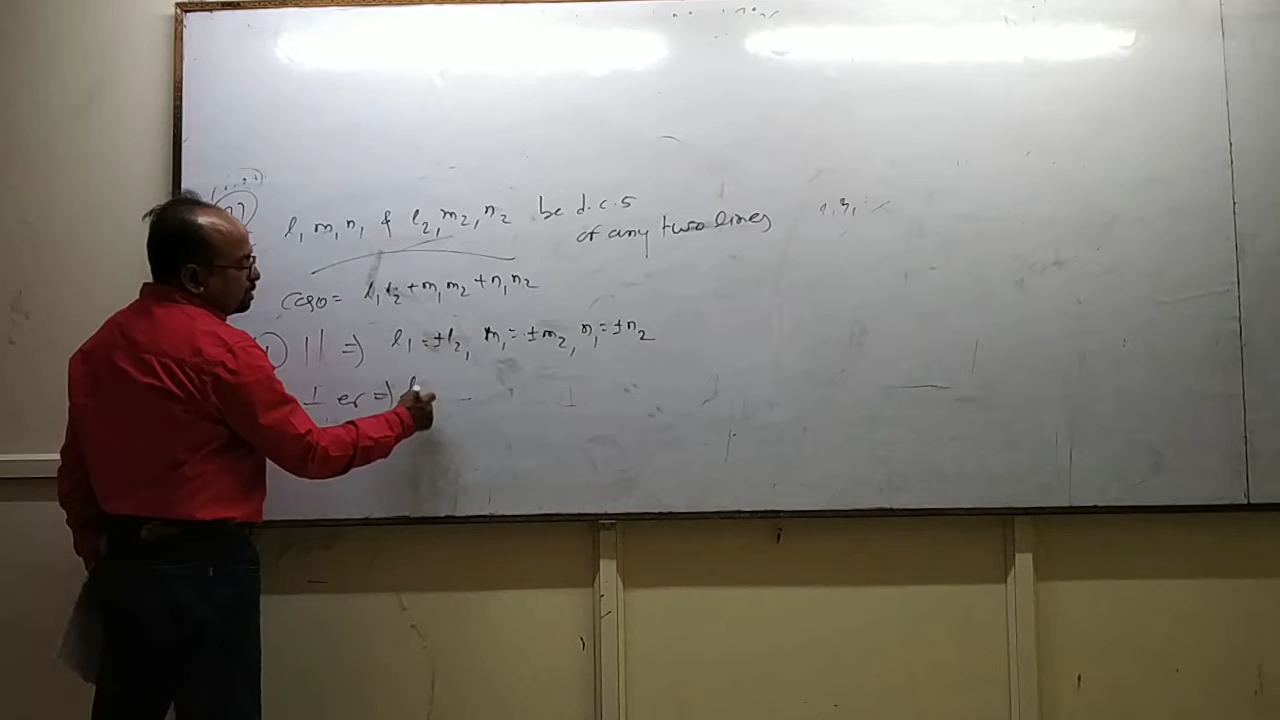 l₁ m₁ n₁ & l₂, m₂, n₂ be d.c.s
of any two lines
cosθ = l₁l₂ + m₁m₂ + n₁n₂
|| ⇒ l₁ = ±l₂, m₁ = ±m₂, n₁ = ±n₂
⊥er ⇒ l